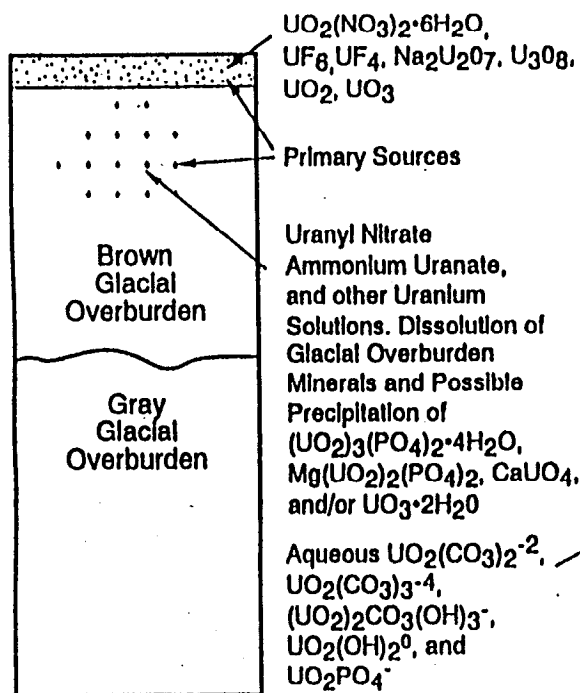 UO2(NO3)2•6H2O,
UF6,UF4, Na2U2O7, U3O8,
UO2, UO3
Primary Sources
Brown
Glacial
Overburden
Uranyl Nitrate
Ammonium Uranate,
and other Uranium
Solutions. Dissolution of
Glacial Overburden
Minerals and Possible
Precipitation of
(UO2)3(PO4)2•4H2O,
Mg(UO2)2(PO4)2, CaUO4,
and/or UO3•2H2O
Gray
Glacial
Overburden
Aqueous UO2(CO3)2-2,
UO2(CO3)3-4,
(UO2)2CO3(OH)3-,
UO2(OH)20, and
UO2PO4-